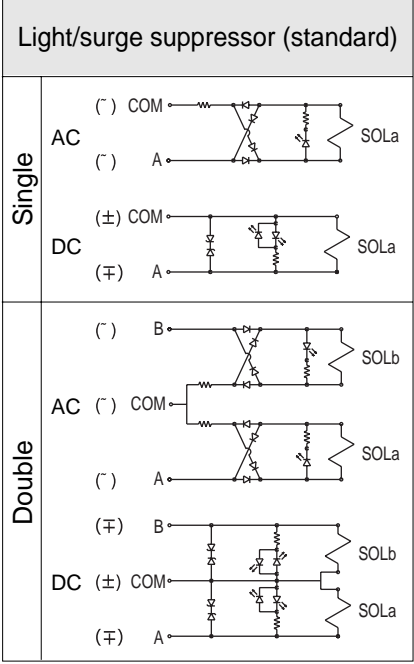 Light/surge suppressor (standard)
Single
AC
(~) COM
(~) A
SOLa
DC
(±) COM
(∓) A
SOLa
Double
AC
(~) B
(~) COM
(~) A
SOLb
SOLa
DC
(∓) B
(±) COM
(∓) A
SOLb
SOLa